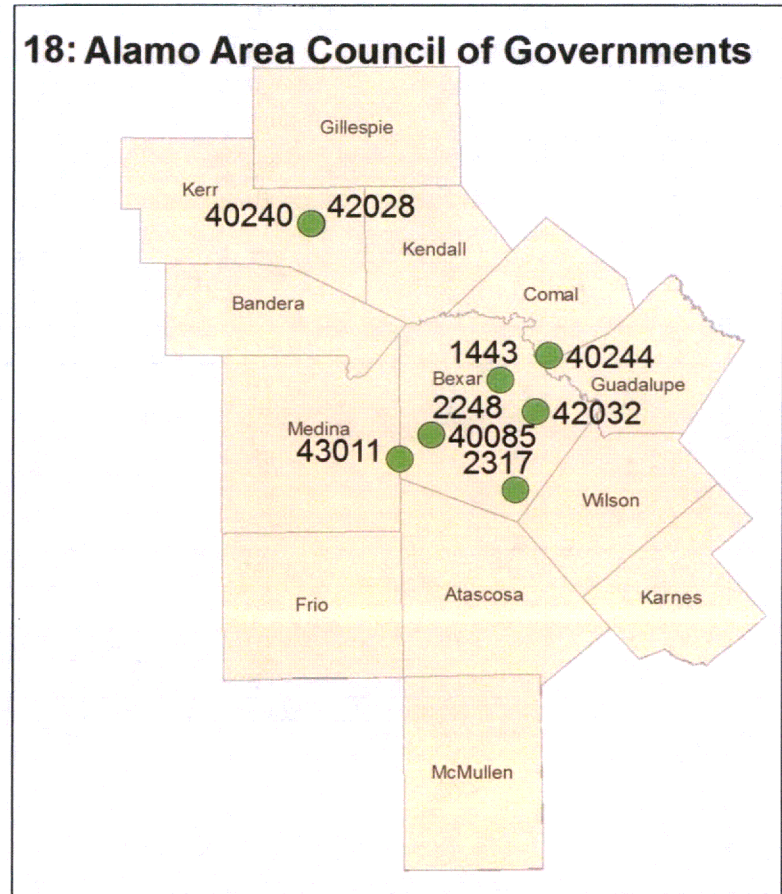 18: Alamo Area Council of Governments
Gillespie
Kerr
42028
40240
Kendall
Comal
Bandera
1443
40244
Bexar
Guadalupe
2248
42032
Medina
40085
43011
2317
Wilson
Frio
Atascosa
Karnes
McMullen